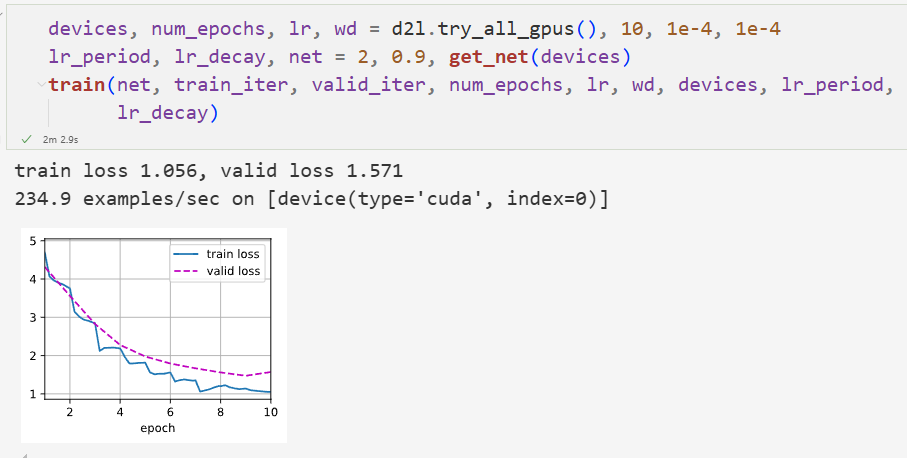 devices, num_epochs, lr, wd = d2l.try_all_gpus(), 10, 1e-4, 1e-4
lr_period, lr_decay, net = 2, 0.9, get_net(devices)
train(net, train_iter, valid_iter, num_epochs, lr, wd, devices, lr_period,
lr_decay)
2m 2.9s
train loss 1.056, valid loss 1.571
234.9 examples/sec on [device(type='cuda', index=0)]
5
train loss
valid loss
4
3
2
1
2 4 6 8 10
epoch